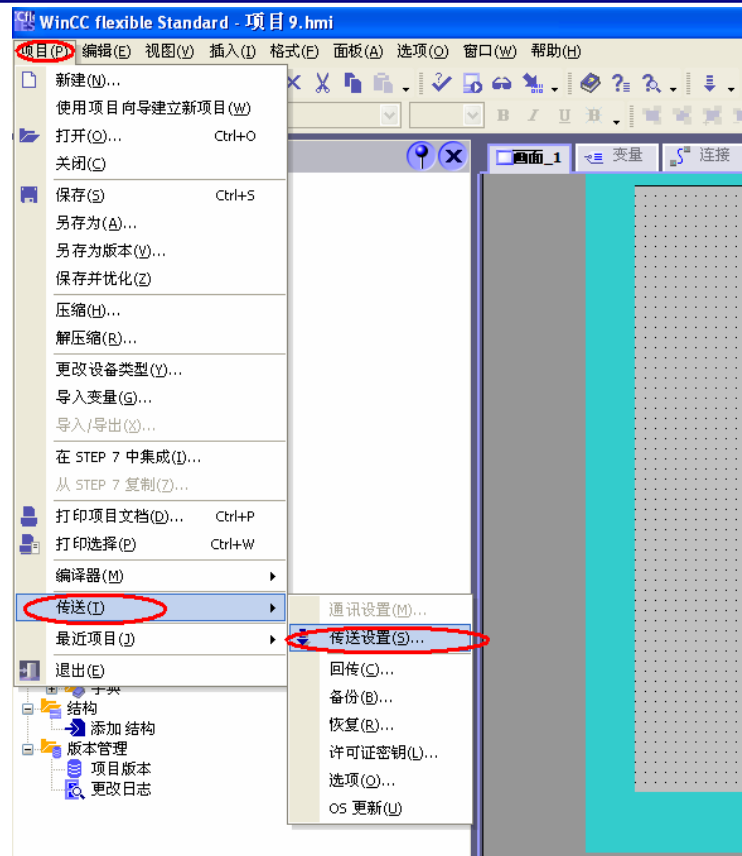 WinCC flexible Standard - 项目9.hmi
项目(P) 编辑(E) 视图(V) 插入(I) 格式(F) 面板(A) 选项(O) 窗口(W) 帮助(H)
新建(N)...
使用项目向导建立新项目(W)
打开(O)... Ctrl+O
关闭(C)
B I U B
画面_1 变量 连接
保存(S) Ctrl+S
另存为(A)...
另存为版本(V)...
保存并优化(Z)
压缩(H)...
解压缩(R)...
更改设备类型(Y)...
导入变量(G)...
导入/导出(X)...
在 STEP 7 中集成(I)...
从 STEP 7 复制(7)...
打印项目文档(D)... Ctrl+P
打印选择(P) Ctrl+W
编译器(M)
传送(T)
最近项目(J)
退出(E)
通讯设置(M)...
传送设置(S)...
回传(C)...
备份(B)...
恢复(R)...
许可证密钥(L)...
选项(O)...
OS 更新(U)
字典
结构
添加 结构
版本管理
项目版本
更改日志